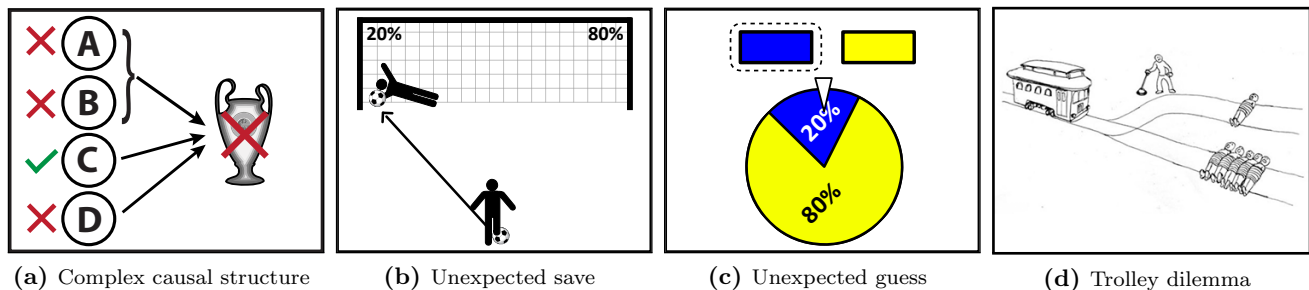 A
B
C
D
20% 80%
20%
80%
(a) Complex causal structure
(b) Unexpected save
(c) Unexpected guess
(d) Trolley dilemma